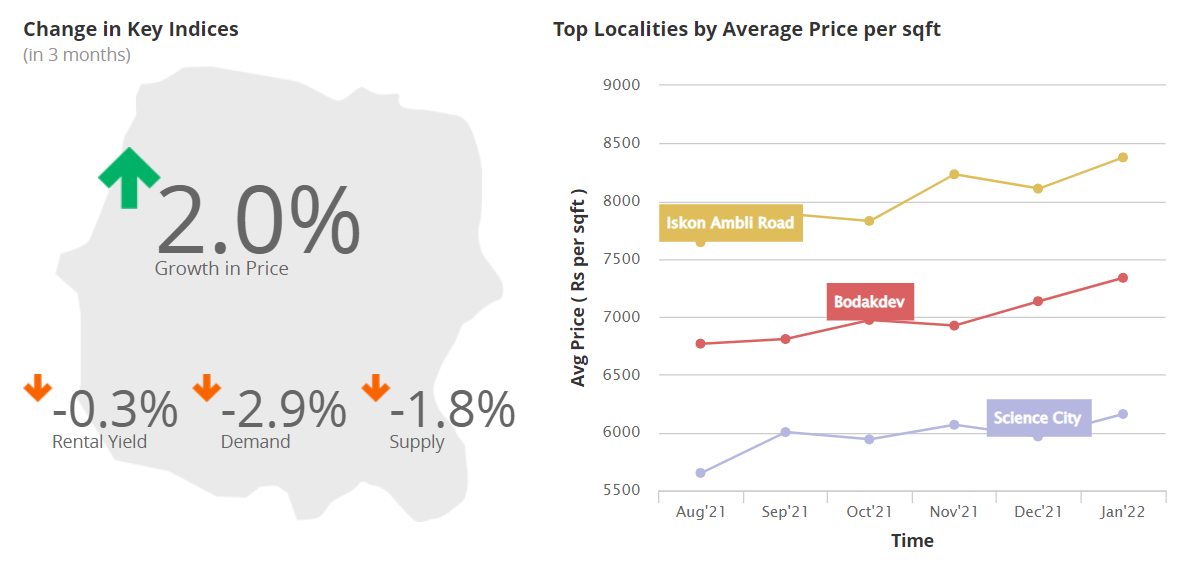 Change in Key Indices
(in 3 months)
2.0%
Growth in Price
-0.3%
Rental Yield
-2.9%
Demand
-1.8%
Supply
Top Localities by Average Price per sqft
Avg Price ( Rs per sqft )
9000
8500
8000
7500
7000
6500
6000
5500
Iskon Ambli Road
Bodakdev
Science City
Aug'21 Sep'21 Oct'21 Nov'21 Dec'21 Jan'22
Time